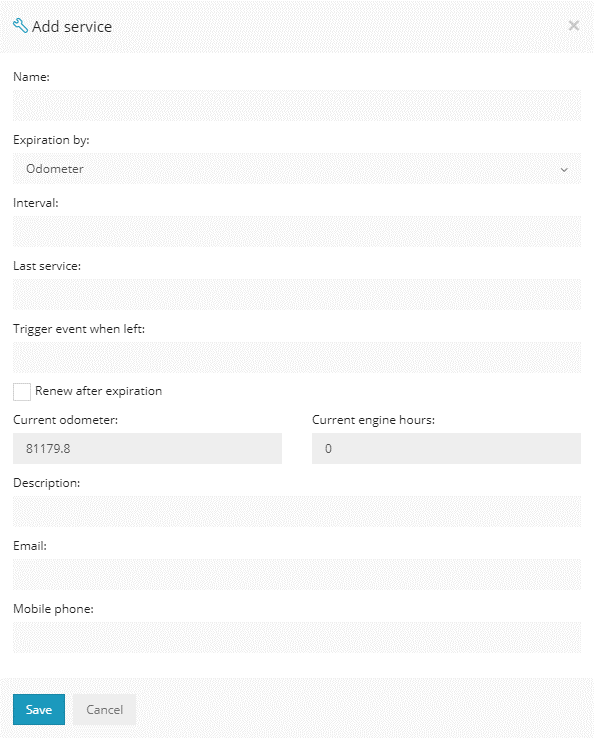 Add service
Name:
Expiration by:
Odometer
Interval:
Last service:
Trigger event when left:
Renew after expiration
Current odometer: Current engine hours:
81179.8 0
Description:
Email:
Mobile phone:
Save Cancel